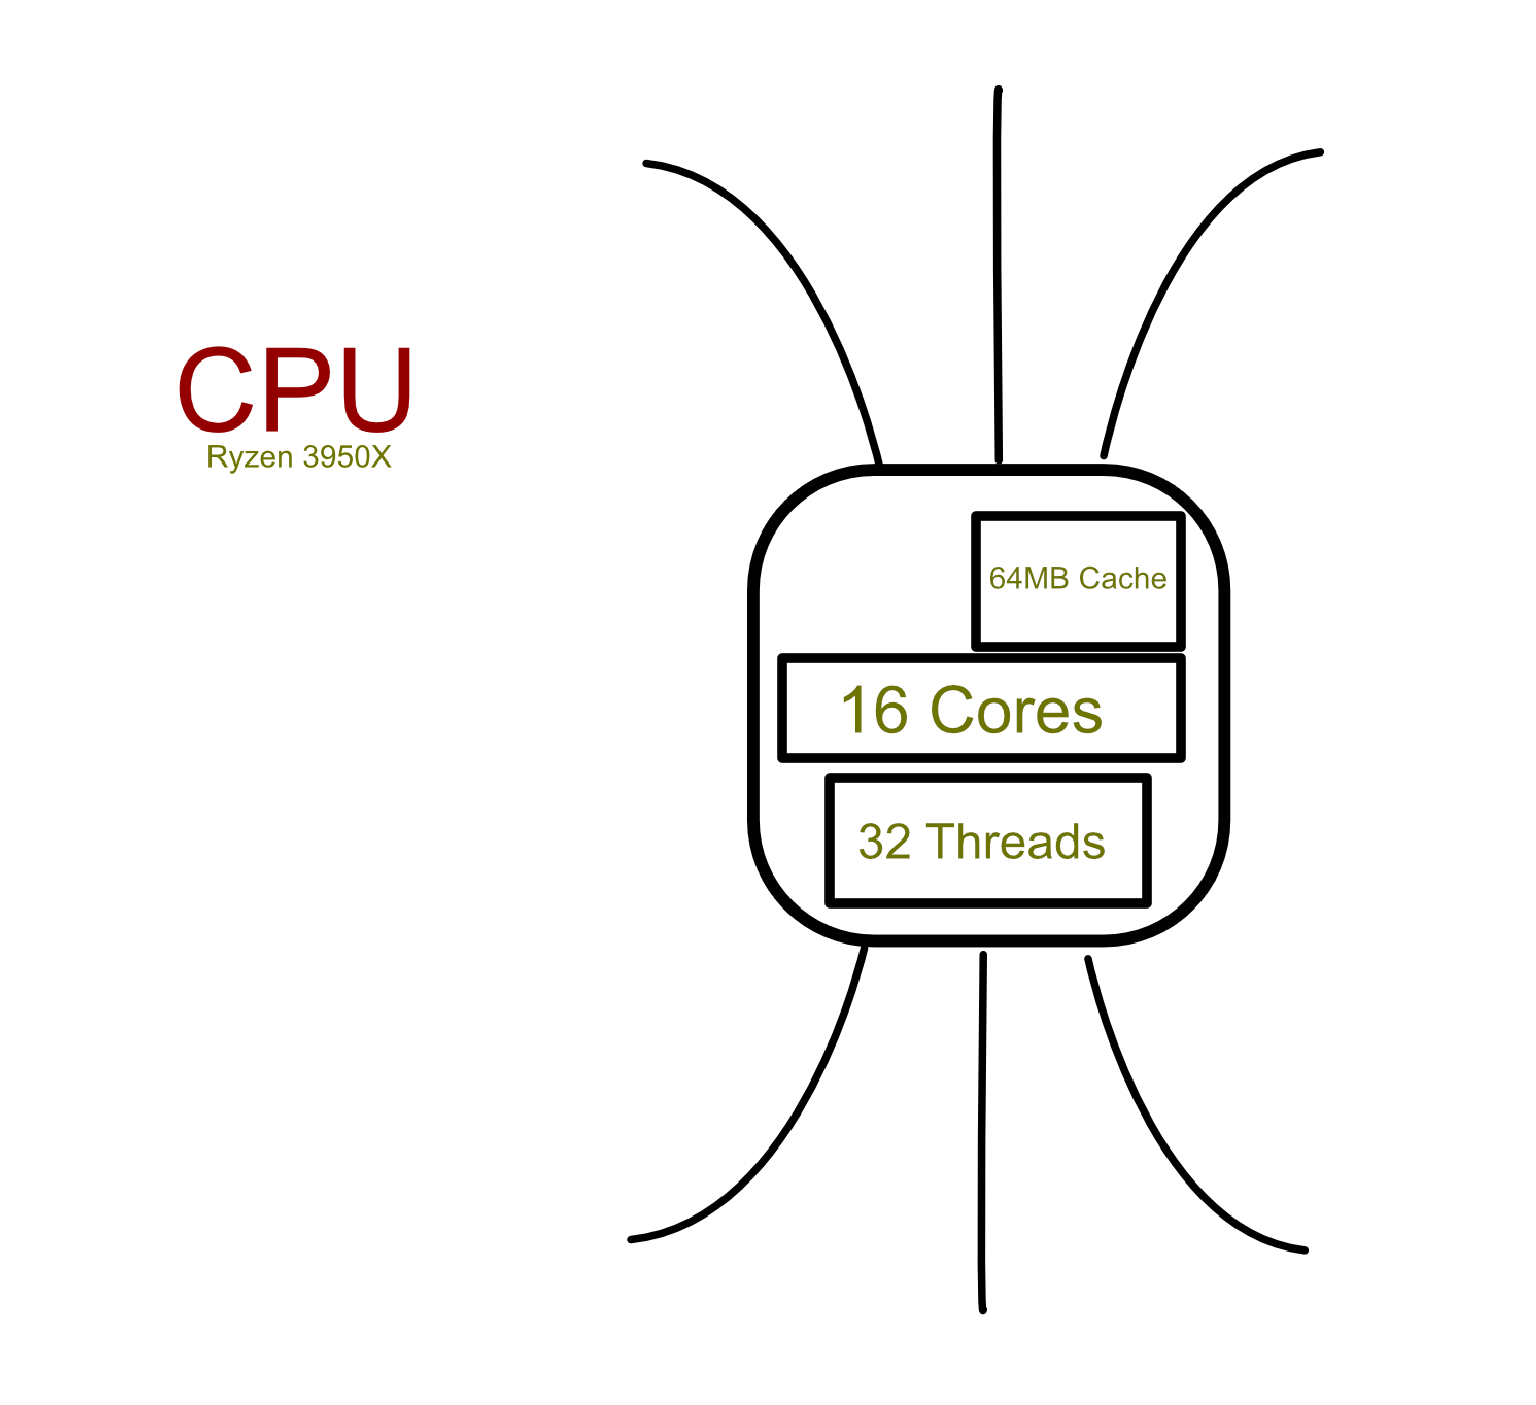 CPU
Ryzen 3950X
64MB Cache
16 Cores
32 Threads